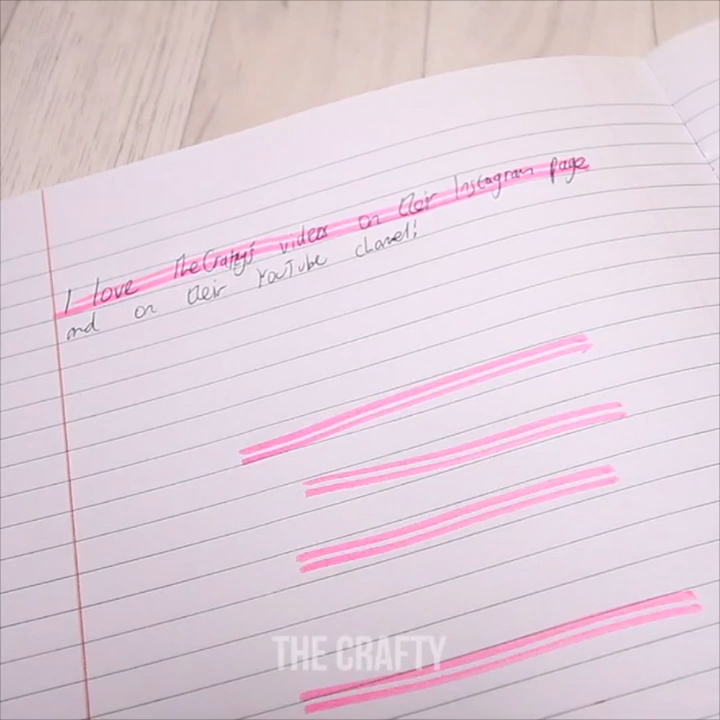 I love TheCrafty's videos on their Instagram page
and on their YouTube channel!
THE CRAFTY